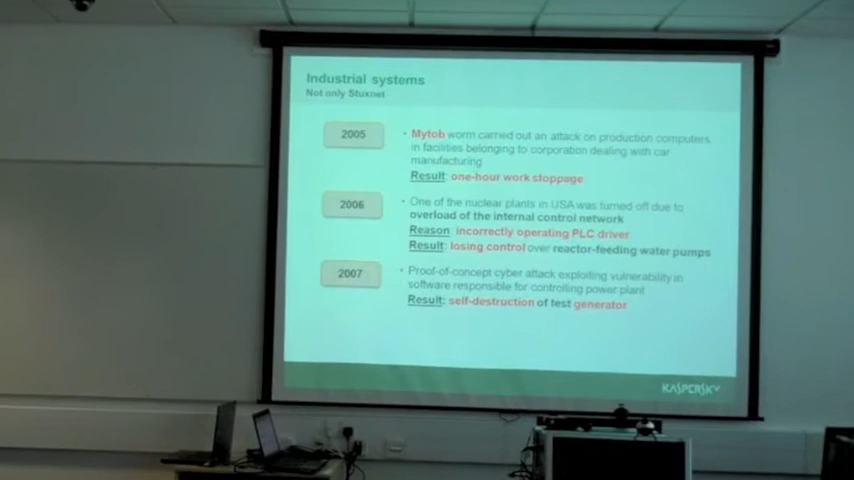 Industrial systems
Not only Stuxnet
2005
• Mytob worm carried out an attack on production computers
in facilities belonging to corporation dealing with car
manufacturing
Result: one-hour work stoppage
2006
• One of the nuclear plants in USA was turned off due to
overload of the internal control network
Reason: incorrectly operating PLC driver
Result: losing control over reactor-feeding water pumps
2007
• Proof-of-concept cyber attack exploiting vulnerability in
software responsible for controlling power plant
Result: self-destruction of test generator
KASPERSKY